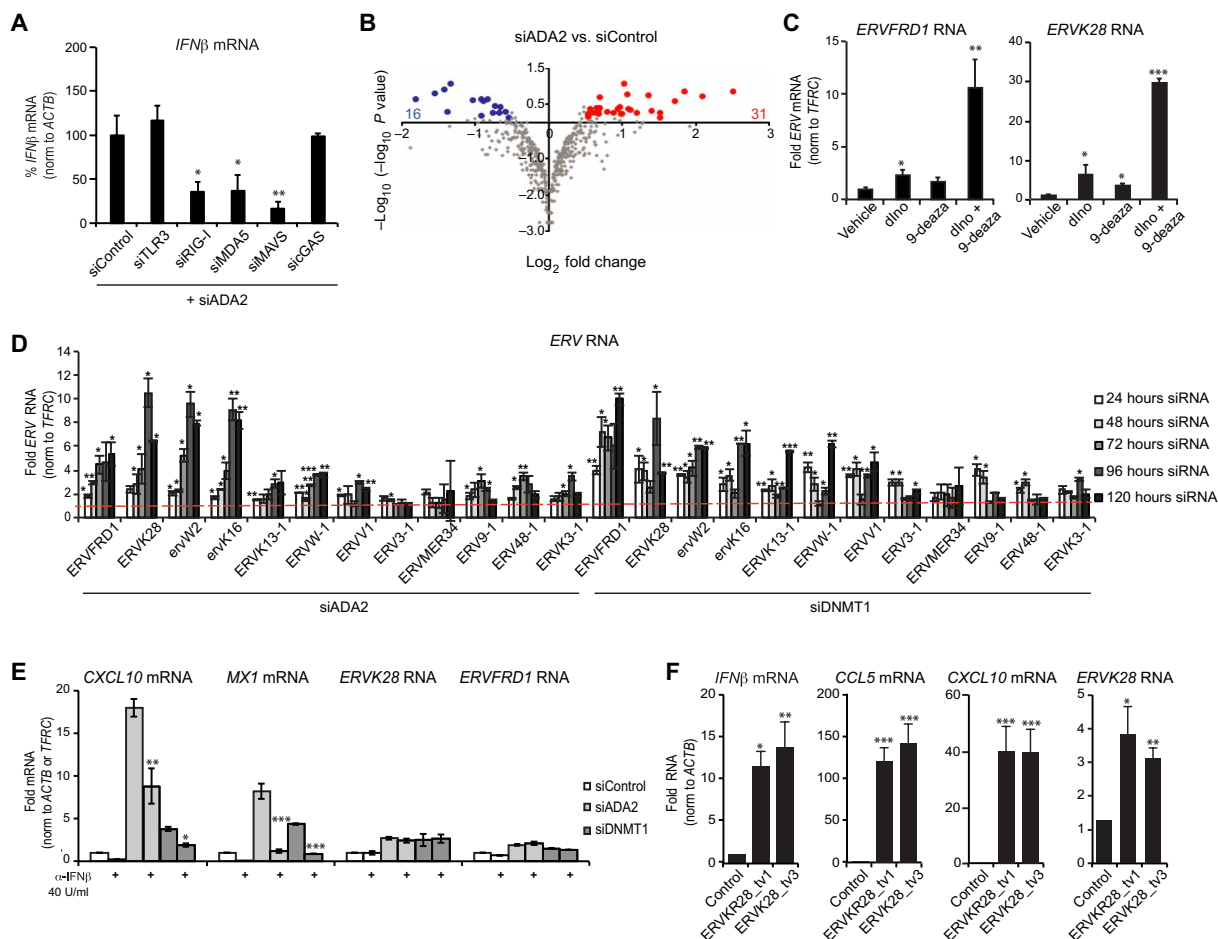 A
IFNβ mRNA
% IFNβ mRNA
(norm to ACTB)
200
150
100
50
0
*
*
**
siControl
siTLR3
siRIG-I
siMDA5
siMAVS
sicGAS
+ siADA2
B
siADA2 vs. siControl
–Log10 (–log10 P value)
1.5
0.5
–1.0
–2.0
–3.0
16
31
–2
–1
0
1
2
3
Log2 fold change
C
ERVFRD1 RNA
ERVK28 RNA
Fold ERV mRNA
(norm to TFRC)
15
10
5
0
*
**
Vehicle
dIno
9-deaza
dIno +
9-deaza
40
30
20
10
0
*
*
***
Vehicle
dIno
9-deaza
dIno +
9-deaza
D
ERV RNA
Fold ERV RNA
(norm to TFRC)
14
12
10
8
6
4
2
0
24 hours siRNA
48 hours siRNA
72 hours siRNA
96 hours siRNA
120 hours siRNA
ERVFRD1
ERVK28
ervW2
ervK16
ERVK13-1
ERVW-1
ERVV1
ERV3-1
ERVMER34
ERV9-1
ERV48-1
ERVK3-1
ERVFRD1
ERVK28
ervW2
ervK16
ERVK13-1
ERVW-1
ERVV1
ERV3-1
ERVMER34
ERV9-1
ERV48-1
ERVK3-1
siADA2
siDNMT1
E
CXCL10 mRNA
MX1 mRNA
ERVK28 RNA
ERVFRD1 RNA
Fold mRNA
(norm to ACTB or TFRC)
20
15
10
5
0
**
*
***
***
siControl
siADA2
siDNMT1
α-IFNβ
40 U/ml
+ + + + + + + + + + + +
F
IFNβ mRNA
CCL5 mRNA
CXCL10 mRNA
ERVK28 RNA
Fold RNA
(norm to ACTB)
20
15
10
5
0
*
**
Control
ERVKR28_tv1
ERVK28_tv3
200
150
100
50
0
***
***
Control
ERVKR28_tv1
ERVK28_tv3
60
40
20
0
***
***
Control
ERVKR28_tv1
ERVK28_tv3
5
4
3
2
1
0
*
**
Control
ERVKR28_tv1
ERVK28_tv3